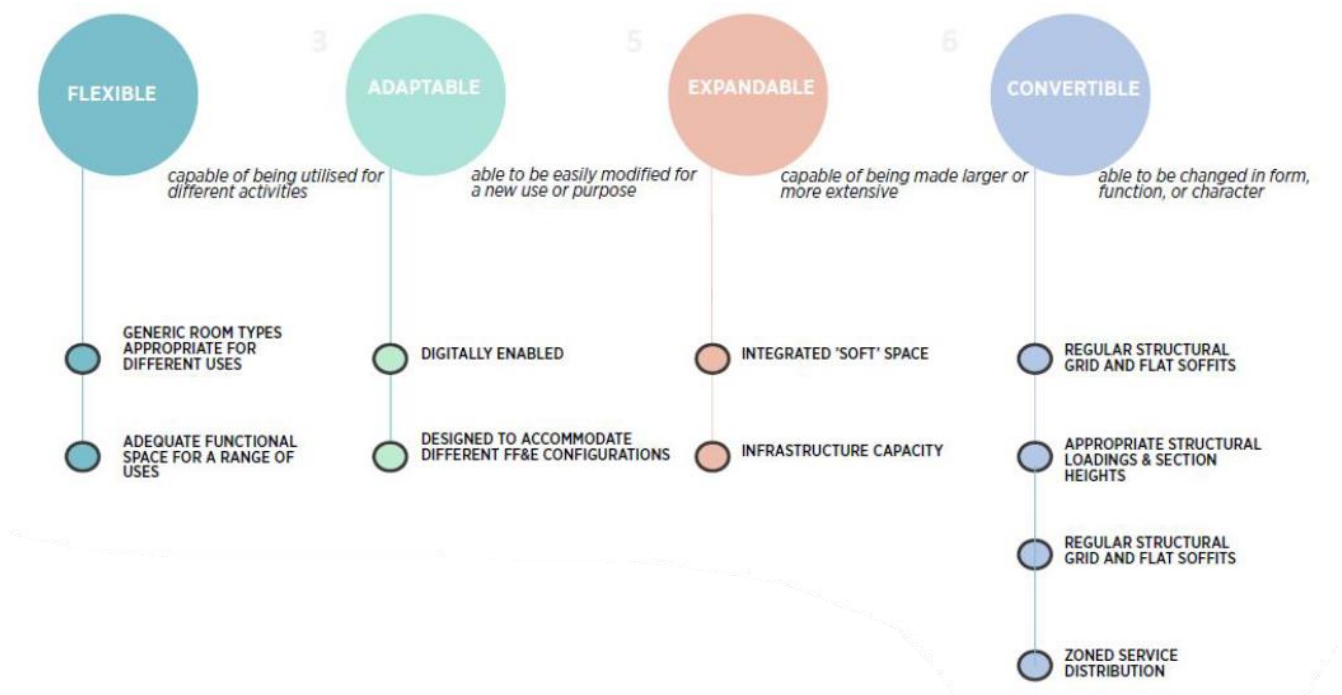 FLEXIBLE
capable of being utilised for
different activities
GENERIC ROOM TYPES
APPROPRIATE FOR
DIFFERENT USES
ADEQUATE FUNCTIONAL
SPACE FOR A RANGE OF
USES
3
ADAPTABLE
able to be easily modified for
a new use or purpose
DIGITALLY ENABLED
DESIGNED TO ACCOMMODATE
DIFFERENT FF&E CONFIGURATIONS
5
EXPANDABLE
capable of being made larger or
more extensive
INTEGRATED 'SOFT' SPACE
INFRASTRUCTURE CAPACITY
6
CONVERTIBLE
able to be changed in form,
function, or character
REGULAR STRUCTURAL
GRID AND FLAT SOFFITS
APPROPRIATE STRUCTURAL
LOADINGS & SECTION
HEIGHTS
REGULAR STRUCTURAL
GRID AND FLAT SOFFITS
ZONED SERVICE
DISTRIBUTION